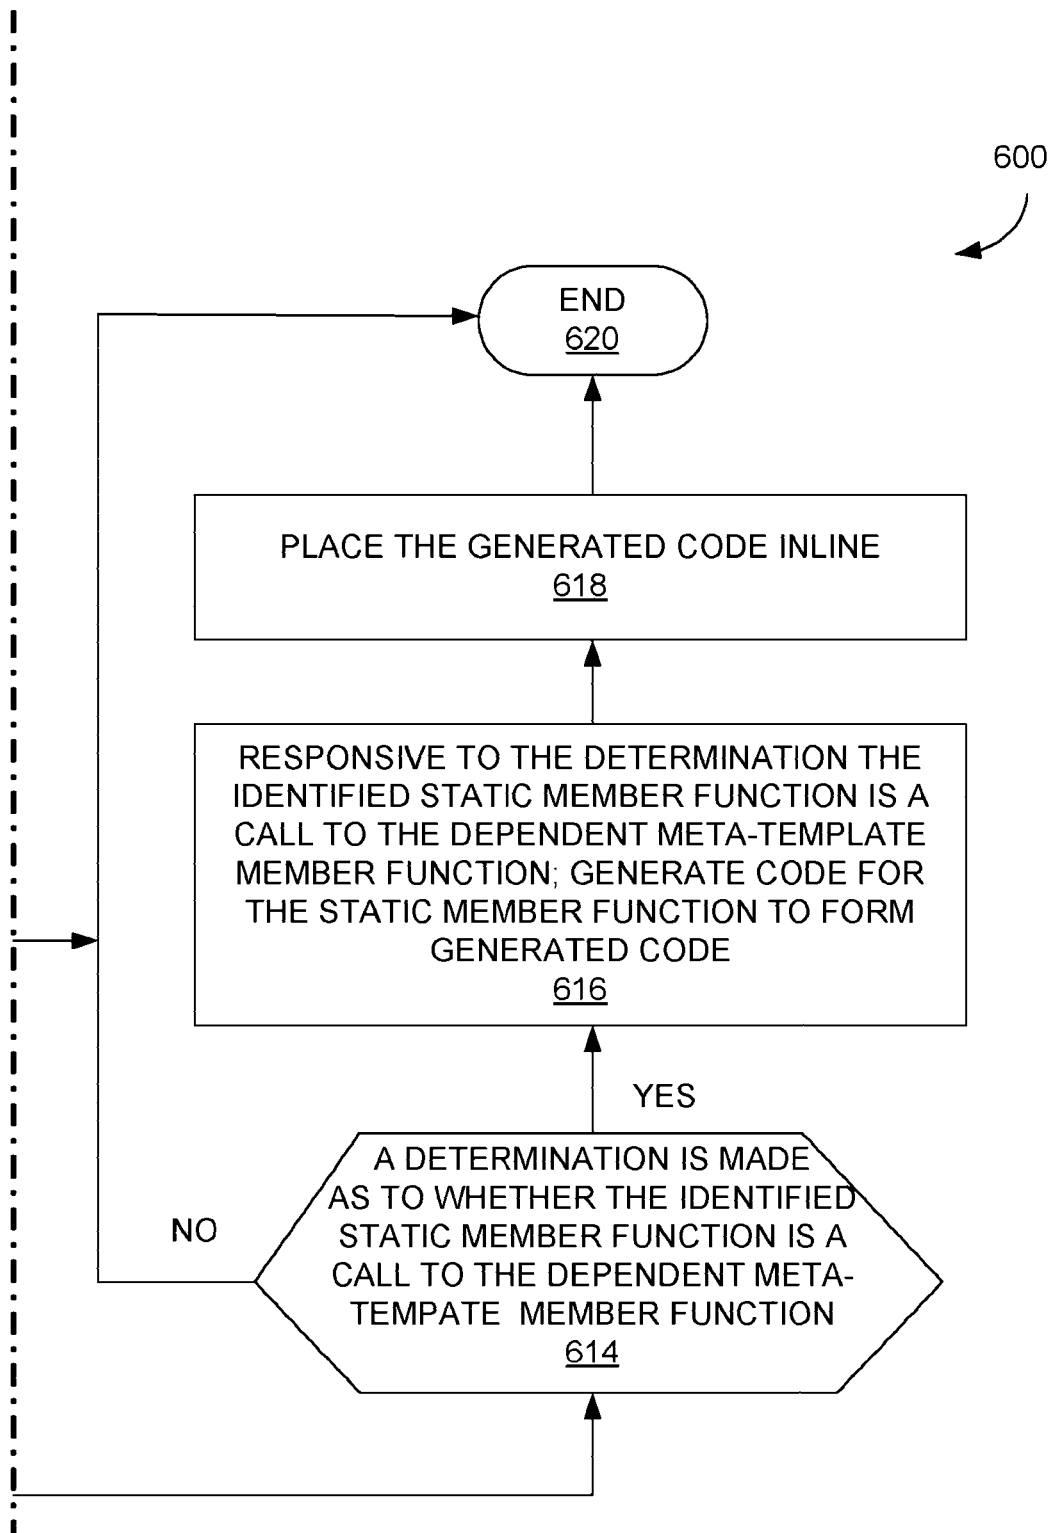 600
END
620
PLACE THE GENERATED CODE INLINE
618
RESPONSIVE TO THE DETERMINATION THE
IDENTIFIED STATIC MEMBER FUNCTION IS A
CALL TO THE DEPENDENT META-TEMPLATE
MEMBER FUNCTION; GENERATE CODE FOR
THE STATIC MEMBER FUNCTION TO FORM
GENERATED CODE
616
YES
A DETERMINATION IS MADE
AS TO WHETHER THE IDENTIFIED
STATIC MEMBER FUNCTION IS A
CALL TO THE DEPENDENT META-
TEMPATE MEMBER FUNCTION
614
NO